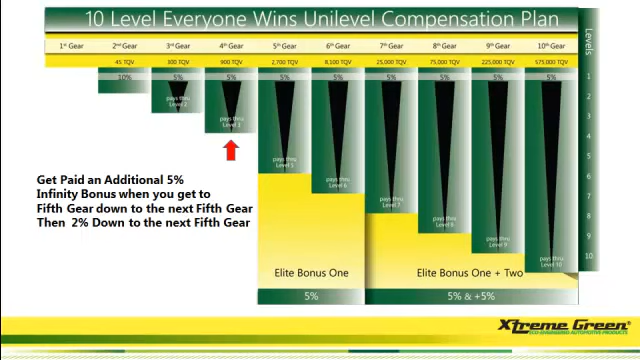 10 Level Everyone Wins Unilevel Compensation Plan
Levels
1st Gear 2nd Gear 3rd Gear 4th Gear 5th Gear 6th Gear 7th Gear 8th Gear 9th Gear 10th Gear
45 TQV 300 TQV 900 TQV 2,700 TQV 8,100 TQV 25,000 TQV 75,000 TQV 225,000 TQV 575,000 TQV
10% 5% 5% 5% 5% 5% 5% 5% 5% 1
2
pays thru Level 2
3
pays thru Level 3
4
5
pays thru Level 5
6
pays thru Level 6
7
pays thru Level 7
8
pays thru Level 8
9
pays thru Level 9
10
pays thru Level 10
Get Paid an Additional 5%
Infinity Bonus when you get to
Fifth Gear down to the next Fifth Gear
Then 2% Down to the next Fifth Gear
Elite Bonus One Elite Bonus One + Two
5% 5% & +5%
Xtreme Green
ECO-ENGINEERED AUTOMOTIVE PRODUCTS